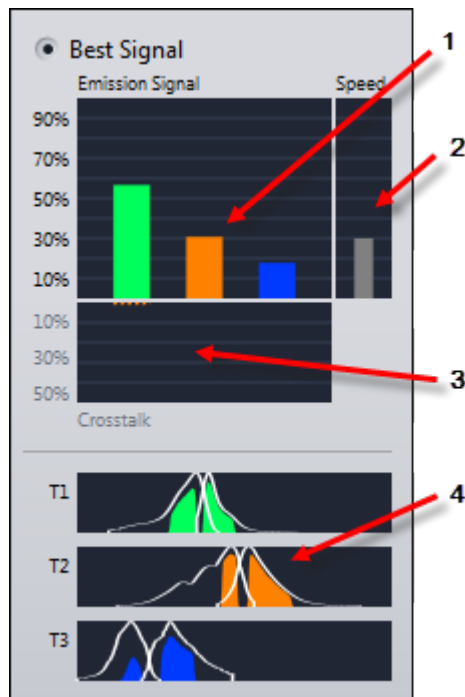 Best Signal
1
Emission Signal Speed
90%
2
70%
50%
30%
10%
10%
30%
3
50%
Crosstalk
T1
4
T2
T3